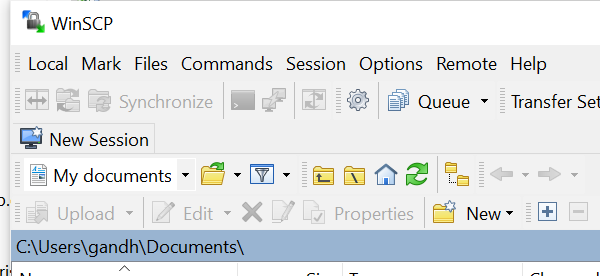 WinSCP
Local Mark Files Commands Session Options Remote Help
Synchronize Queue Transfer Set
New Session
My documents
Upload Edit Properties New
C:\Users\gandh\Documents\